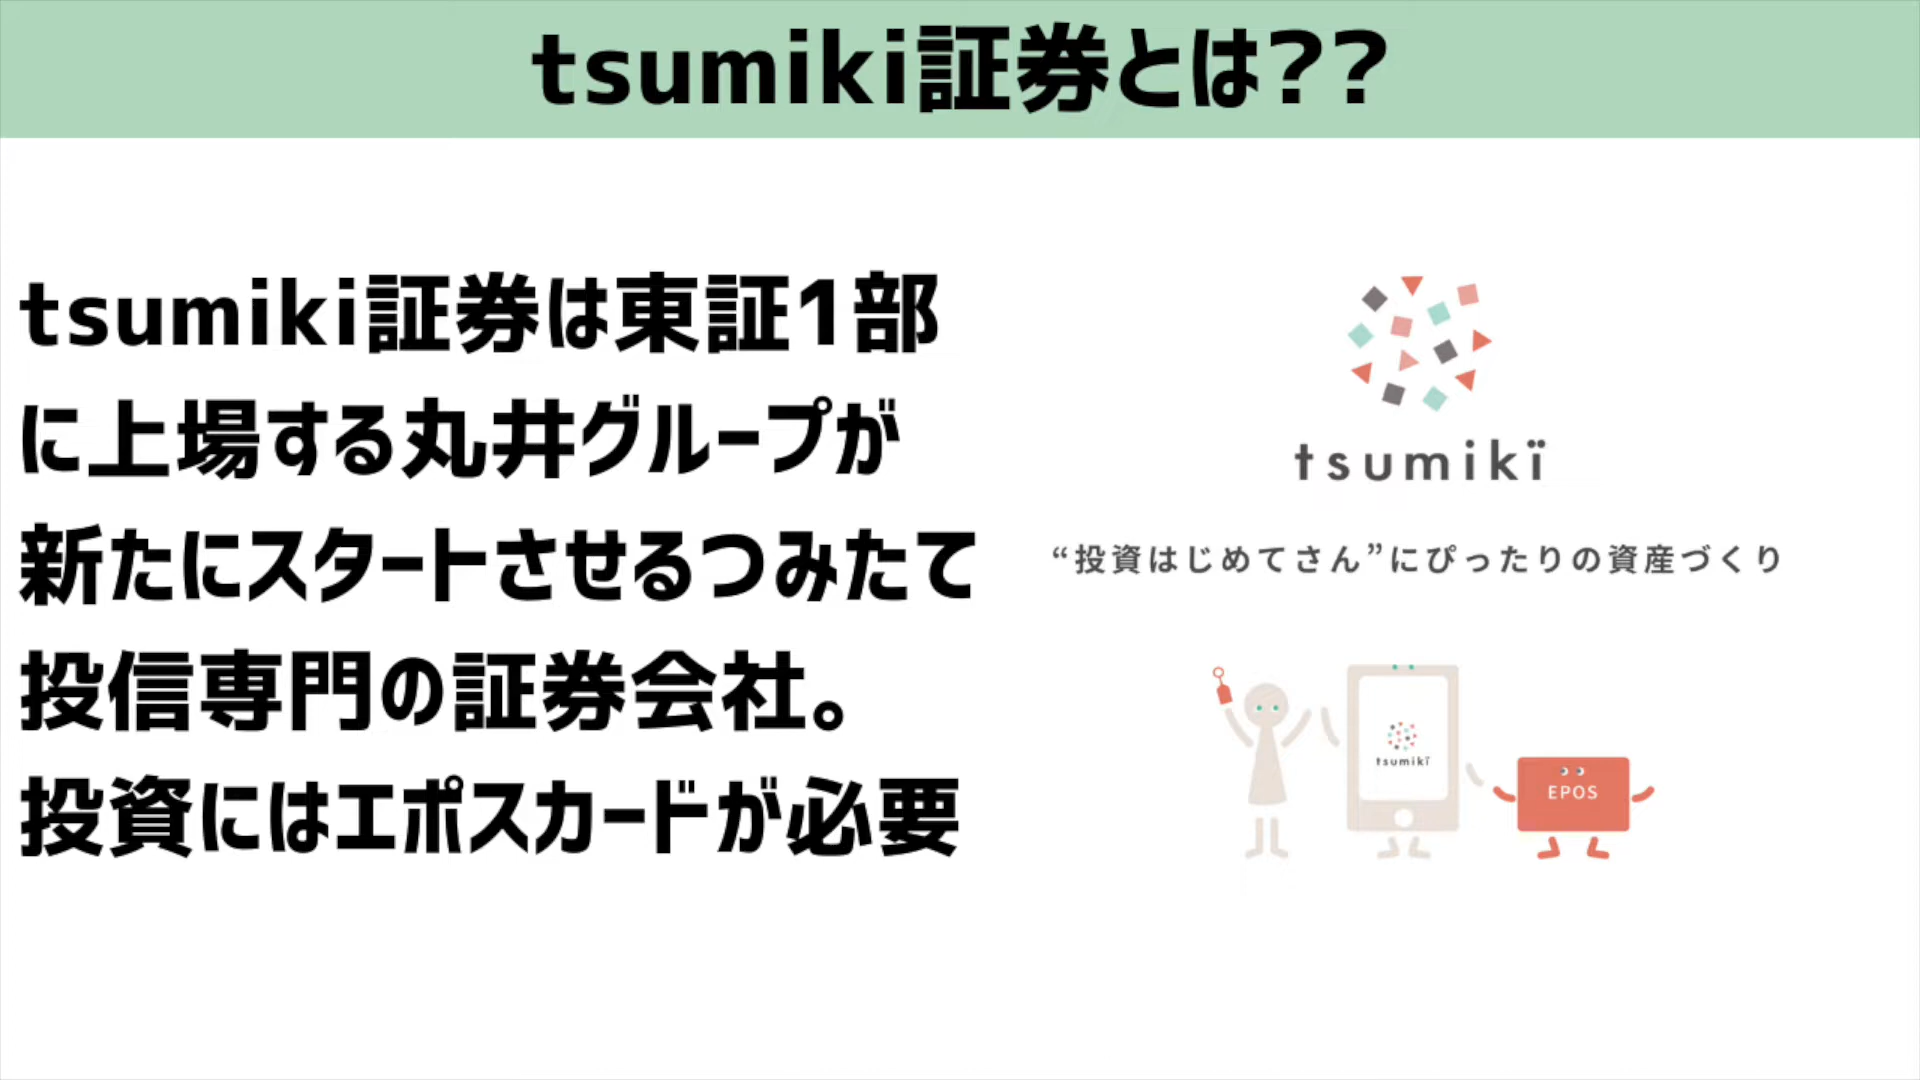 tsumiki証券とは??
tsumiki証券は東証1部
に上場する丸井グループが
新たにスタートさせるつみたて
投信専門の証券会社。
投資にはエポスカードが必要
tsumikï
“投資はじめてさん”にぴったりの資産づくり
tsumikï
EPOS